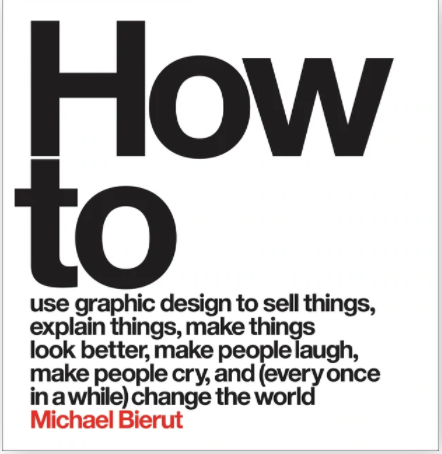 How
to
use graphic design to sell things,
explain things, make things
look better, make people laugh,
make people cry, and (every once
in a while) change the world
Michael Bierut